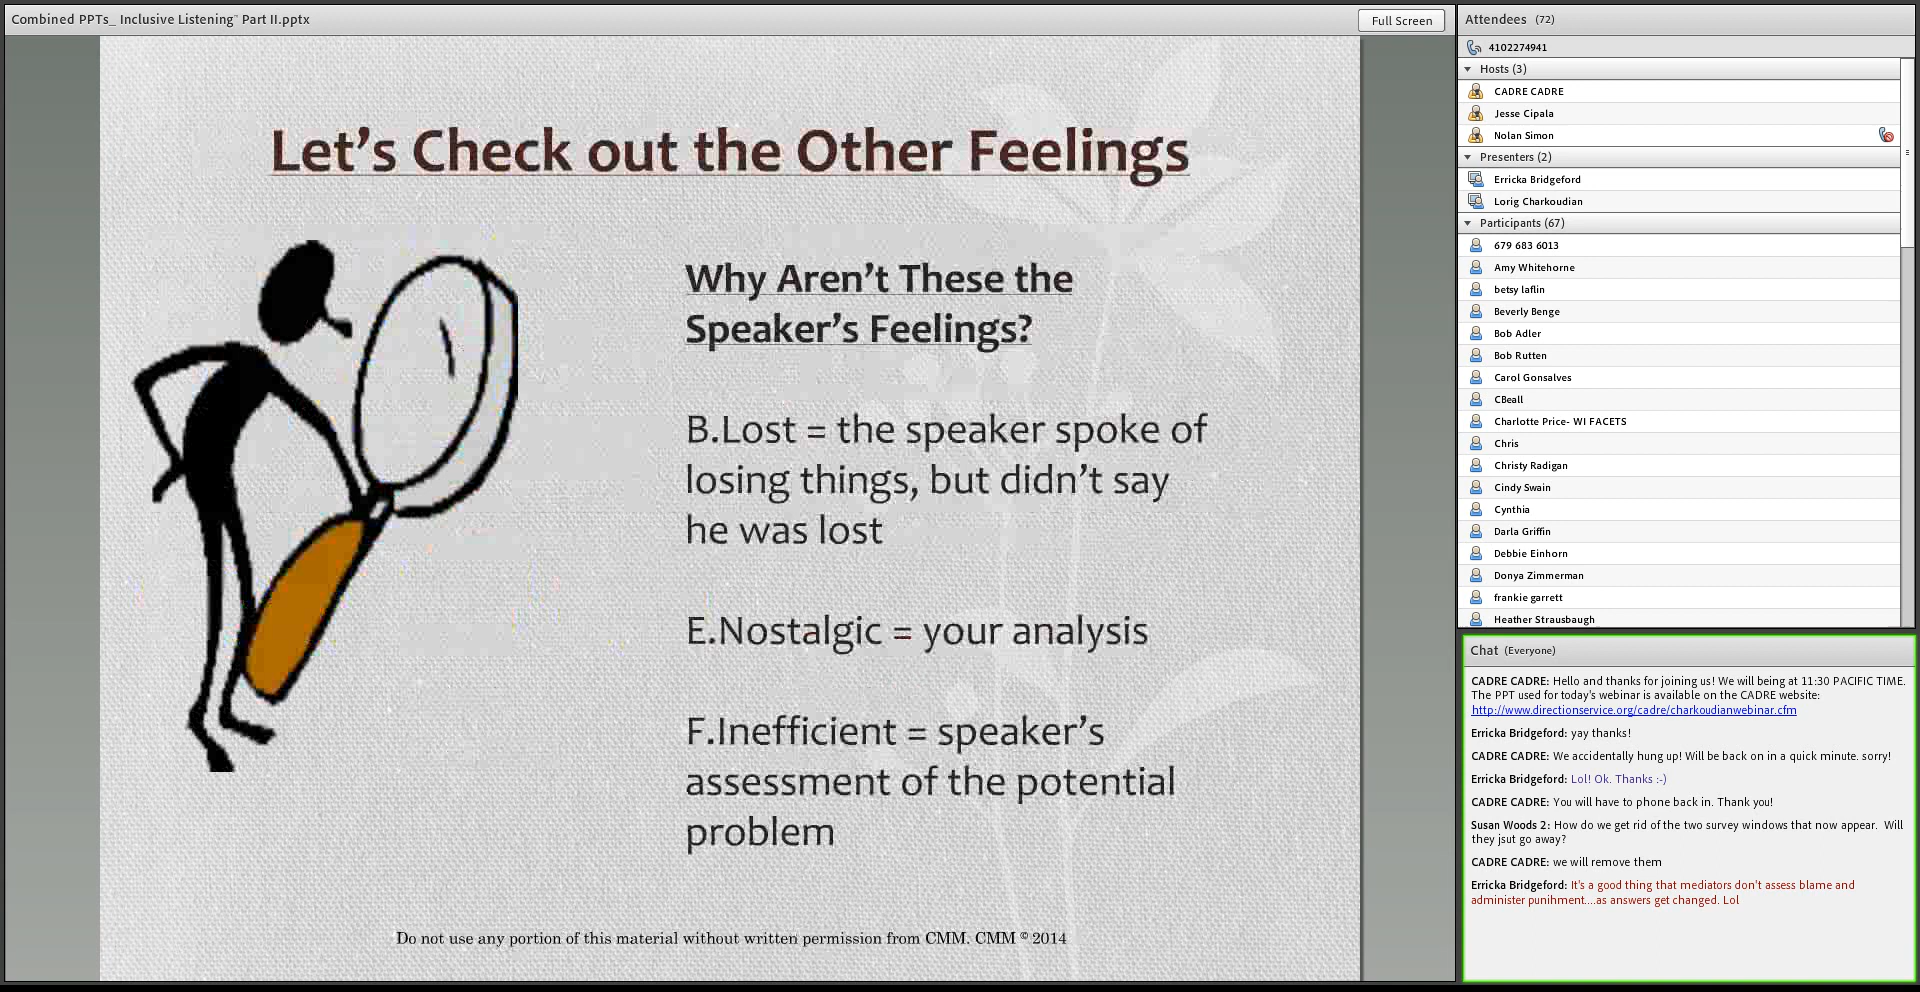 Combined PPTs_ Inclusive Listening™ Part II.pptx
Full Screen
Let's Check out the Other Feelings
Why Aren't These the
Speaker's Feelings?
B.Lost = the speaker spoke of
losing things, but didn't say
he was lost
E.Nostalgic = your analysis
F.Inefficient = speaker's
assessment of the potential
problem
Do not use any portion of this material without written permission from CMM. CMM © 2014
Attendees (72)
4102274941
Hosts (3)
CADRE CADRE
Jesse Cipala
Nolan Simon
Presenters (2)
Erricka Bridgeford
Lorig Charkoudian
Participants (67)
679 683 6013
Amy Whitehorne
betsy laflin
Beverly Benge
Bob Adler
Bob Rutten
Carol Gonsalves
CBeall
Charlotte Price- WI FACETS
Chris
Christy Radigan
Cindy Swain
Cynthia
Darla Griffin
Debbie Einhorn
Donya Zimmerman
frankie garrett
Heather Strausbaugh
Chat (Everyone)
CADRE CADRE: Hello and thanks for joining us! We will being at 11:30 PACIFIC TIME.
The PPT used for today's webinar is available on the CADRE website:
http://www.directionservice.org/cadre/charkoudianwebinar.cfm
Erricka Bridgeford: yay thanks!
CADRE CADRE: We accidentally hung up! Will be back on in a quick minute. sorry!
Erricka Bridgeford: Lol! Ok. Thanks :-)
CADRE CADRE: You will have to phone back in. Thank you!
Susan Woods 2: How do we get rid of the two survey windows that now appear.  Will
they jsut go away?
CADRE CADRE: we will remove them
Erricka Bridgeford: It's a good thing that mediators don't assess blame and
administer punihment....as answers get changed. Lol